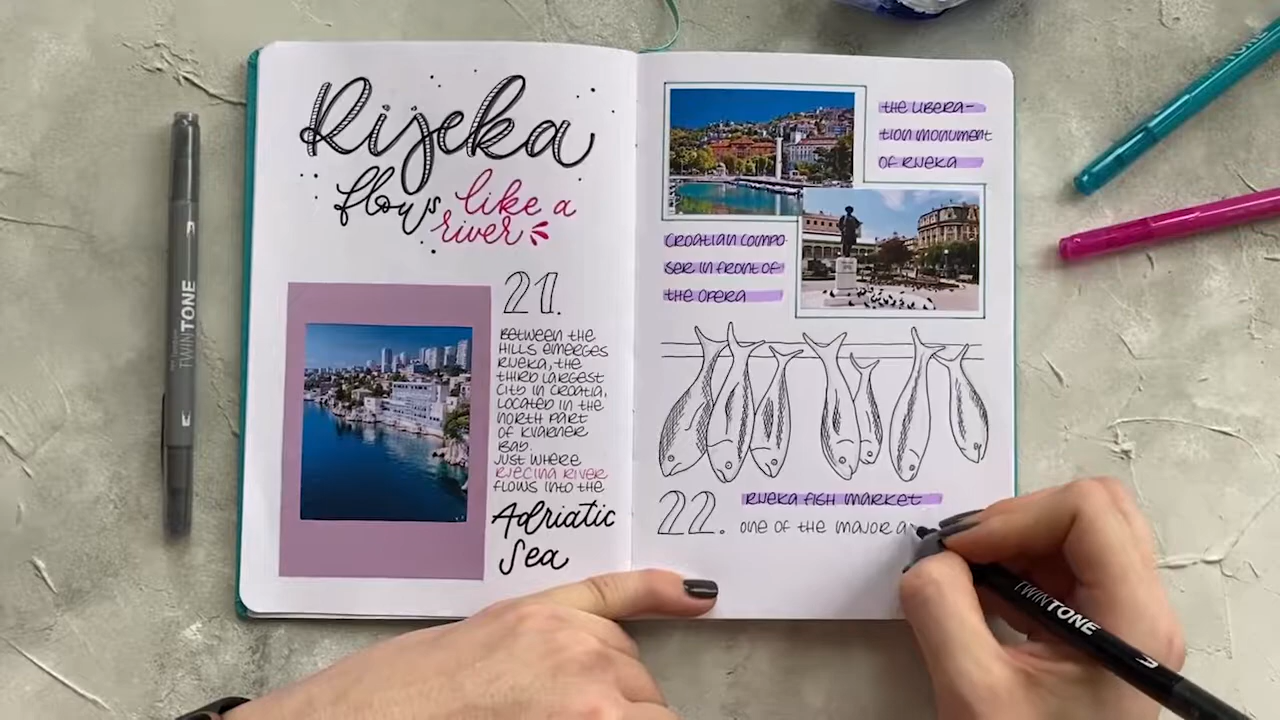 Rijeka
flows like a
river
21.
BETWEEN THE
HILLS EMERGES
RIJEKA, THE
THIRD LARGEST
CITY IN CROATIA,
LOCATED IN THE
NORTH PART
OF KVARNER
BAY.
JUST WHERE
RJECINA RIVER
FLOWS INTO THE
Adriatic
Sea
THE LIBERA-
TION MONUMENT
OF RIJEKA
CROATIAN COMPO-
SER IN FRONT OF
THE OPERA
22.
RIJEKA FISH MARKET
ONE OF THE MAJOR A
TWINTONE
TWINTONE